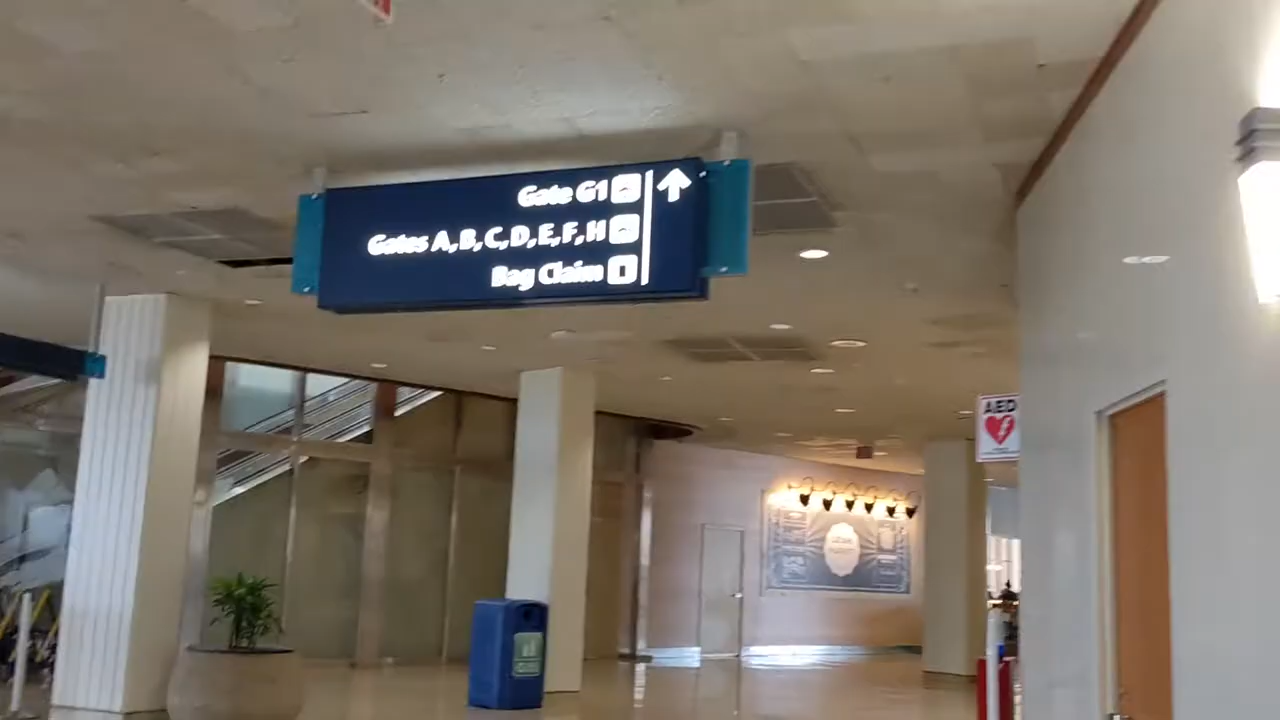 Gate G1
Gates A, B, C, D, E, F, H
Bag Claim
AED